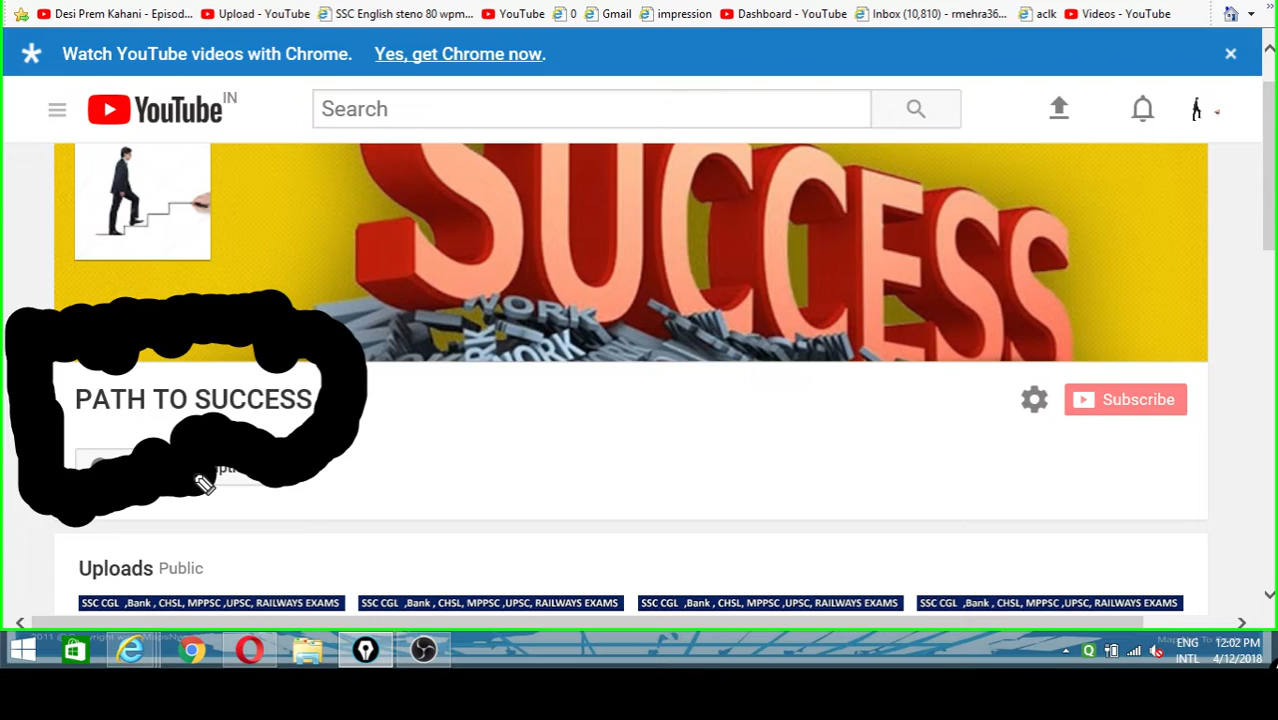 Desi Prem Kahani - Episod... Upload - YouTube SSC English steno 80 wpm... YouTube 0 Gmail impression Dashboard - YouTube Inbox (10,810) - rmehra36... aclk Videos - YouTube
Watch YouTube videos with Chrome. Yes, get Chrome now.
YouTube IN Search
SUCCESS
WORK
WORK
WORK
PATH TO SUCCESS
Subscribe
Uploads Public
SSC CGL ,Bank , CHSL, MPPSC ,UPSC, RAILWAYS EXAMS SSC CGL ,Bank , CHSL, MPPSC ,UPSC, RAILWAYS EXAMS SSC CGL ,Bank , CHSL, MPPSC ,UPSC, RAILWAYS EXAMS SSC CGL ,Bank , CHSL, MPPSC ,UPSC, RAILWAYS EXAMS
ENG 12:02 PM
INTL 4/12/2018